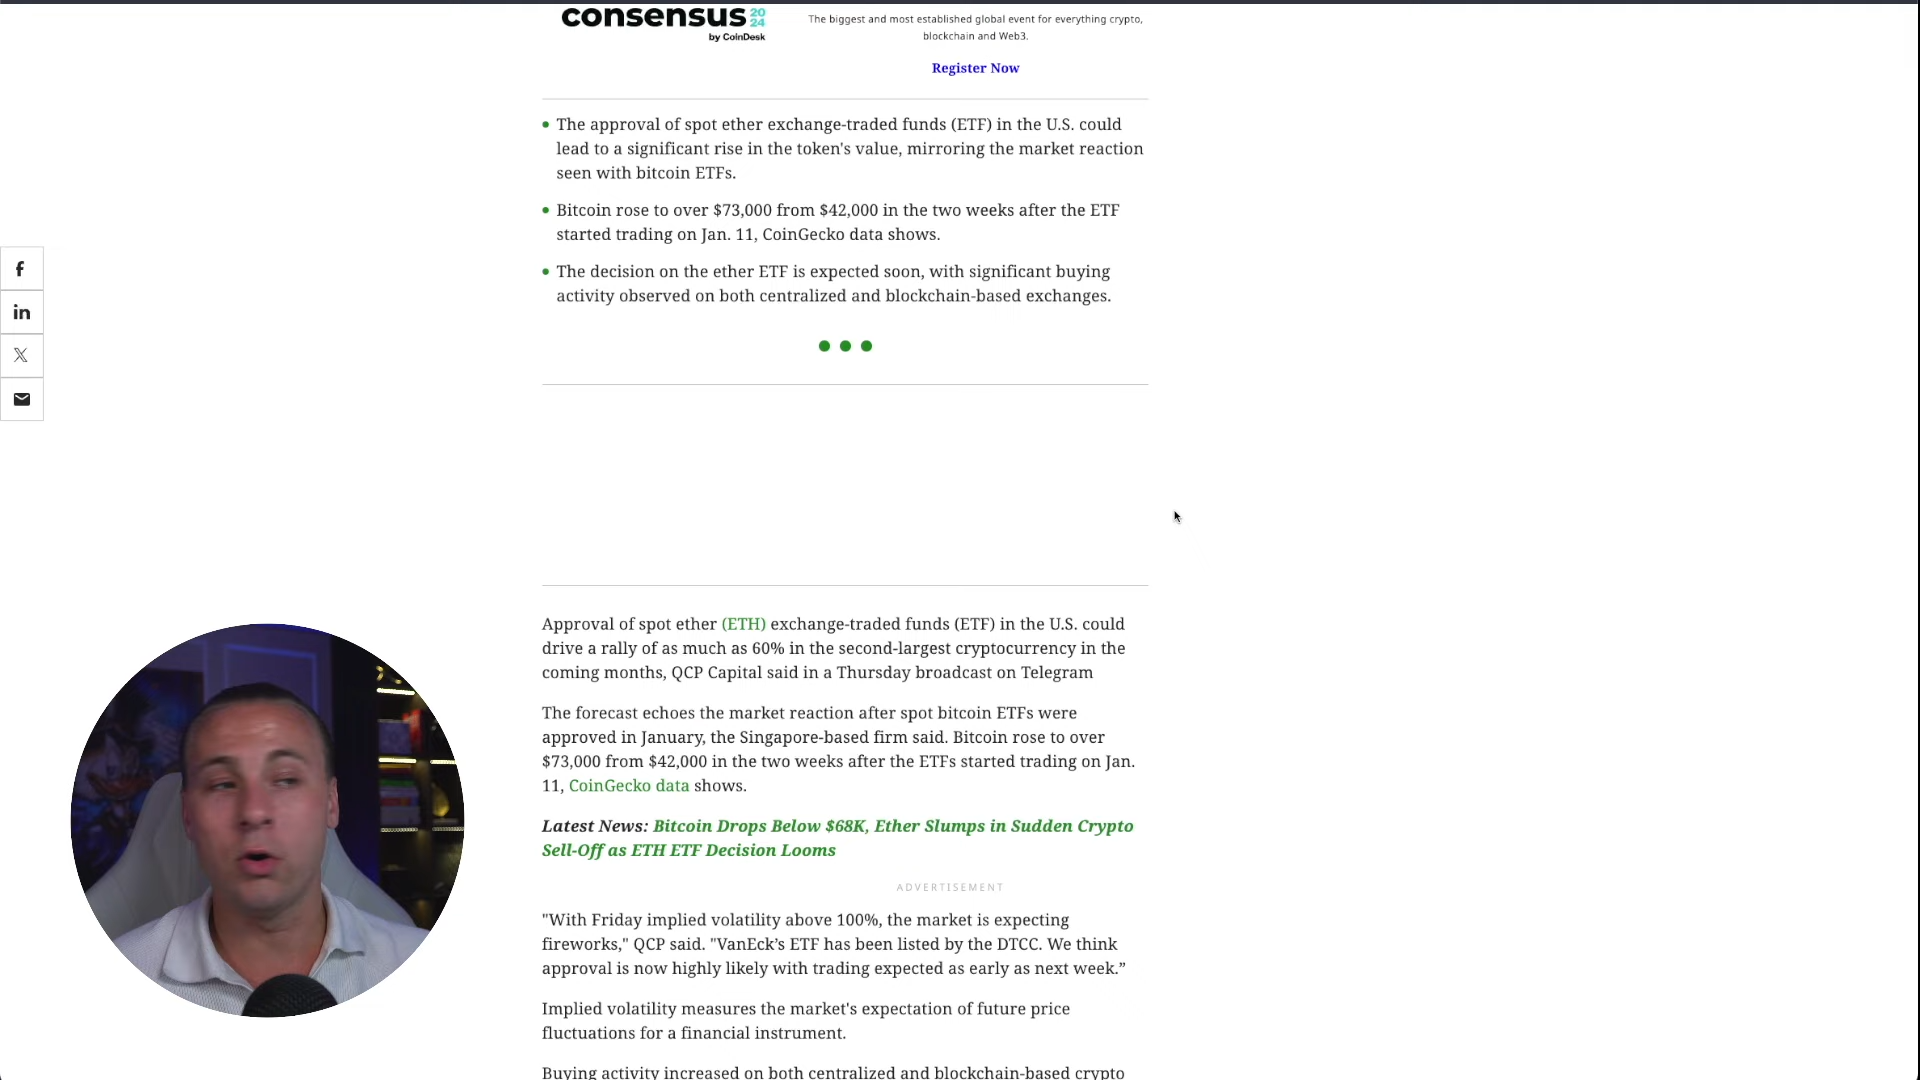 consensus 20
24
by CoinDesk
The biggest and most established global event for everything crypto,
blockchain and Web3.
Register Now
The approval of spot ether exchange-traded funds (ETF) in the U.S. could
lead to a significant rise in the token's value, mirroring the market reaction
seen with bitcoin ETFs.
Bitcoin rose to over $73,000 from $42,000 in the two weeks after the ETF
started trading on Jan. 11, CoinGecko data shows.
The decision on the ether ETF is expected soon, with significant buying
activity observed on both centralized and blockchain-based exchanges.
Approval of spot ether (ETH) exchange-traded funds (ETF) in the U.S. could
drive a rally of as much as 60% in the second-largest cryptocurrency in the
coming months, QCP Capital said in a Thursday broadcast on Telegram
The forecast echoes the market reaction after spot bitcoin ETFs were
approved in January, the Singapore-based firm said. Bitcoin rose to over
$73,000 from $42,000 in the two weeks after the ETFs started trading on Jan.
11, CoinGecko data shows.
Latest News: Bitcoin Drops Below $68K, Ether Slumps in Sudden Crypto
Sell-Off as ETH ETF Decision Looms
ADVERTISEMENT
"With Friday implied volatility above 100%, the market is expecting
fireworks," QCP said. "VanEck’s ETF has been listed by the DTCC. We think
approval is now highly likely with trading expected as early as next week.”
Implied volatility measures the market's expectation of future price
fluctuations for a financial instrument.
Buying activity increased on both centralized and blockchain-based crypto